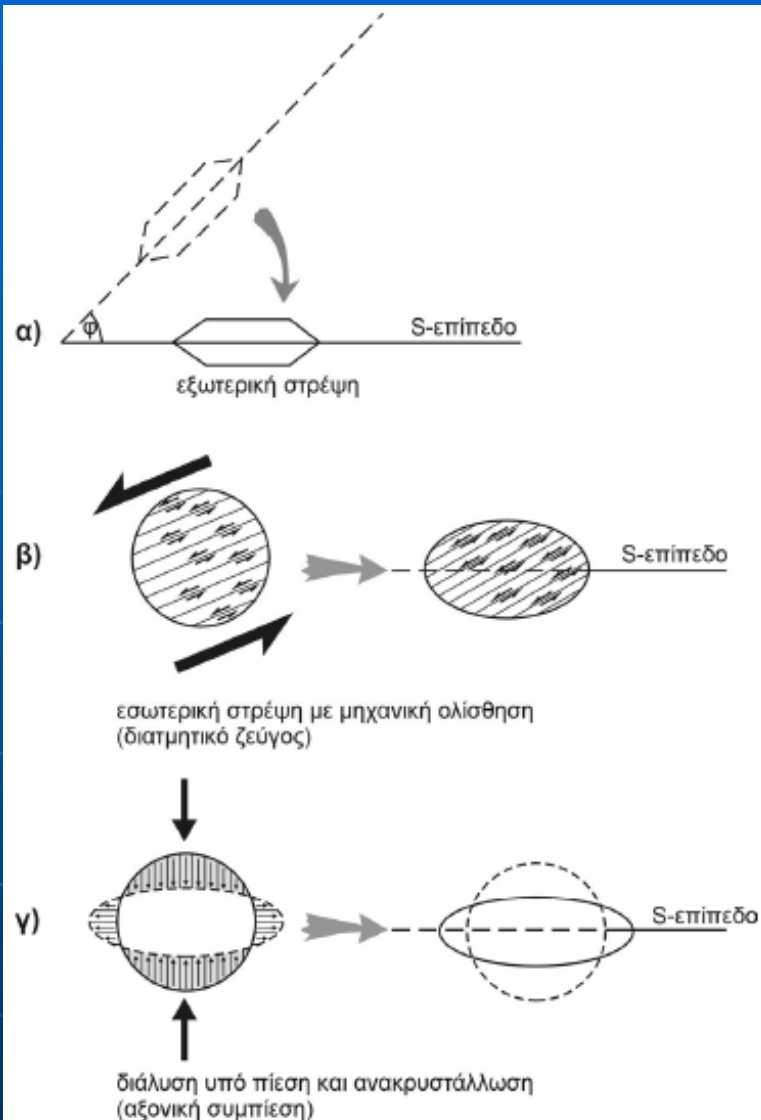 φ
α)
S-επίπεδο
εξωτερική στρέψη
β)
S-επίπεδο
εσωτερική στρέψη με μηχανική ολίσθηση
(διατμητικό ζεύγος)
γ)
S-επίπεδο
διάλυση υπό πίεση και ανακρυστάλλωση
(αξονική συμπίεση)